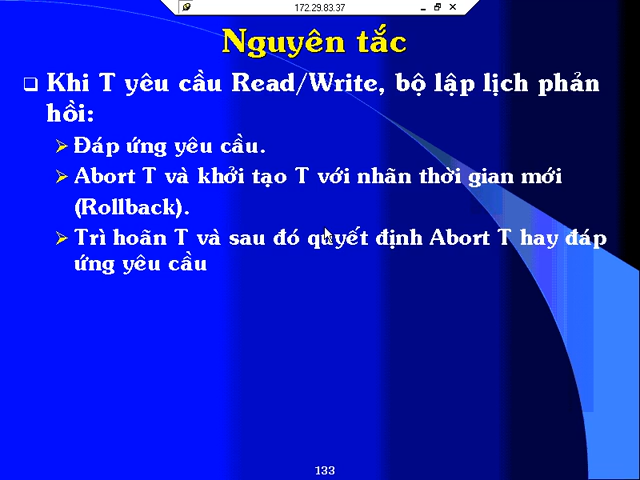 172.29.83.37
Nguyên tắc
Khi T yêu cầu Read/Write, bộ lập lịch phản
hồi:
Đáp ứng yêu cầu.
Abort T và khởi tạo T với nhãn thời gian mới
(Rollback).
Trì hoãn T và sau đó quyết định Abort T hay đáp
ứng yêu cầu
133